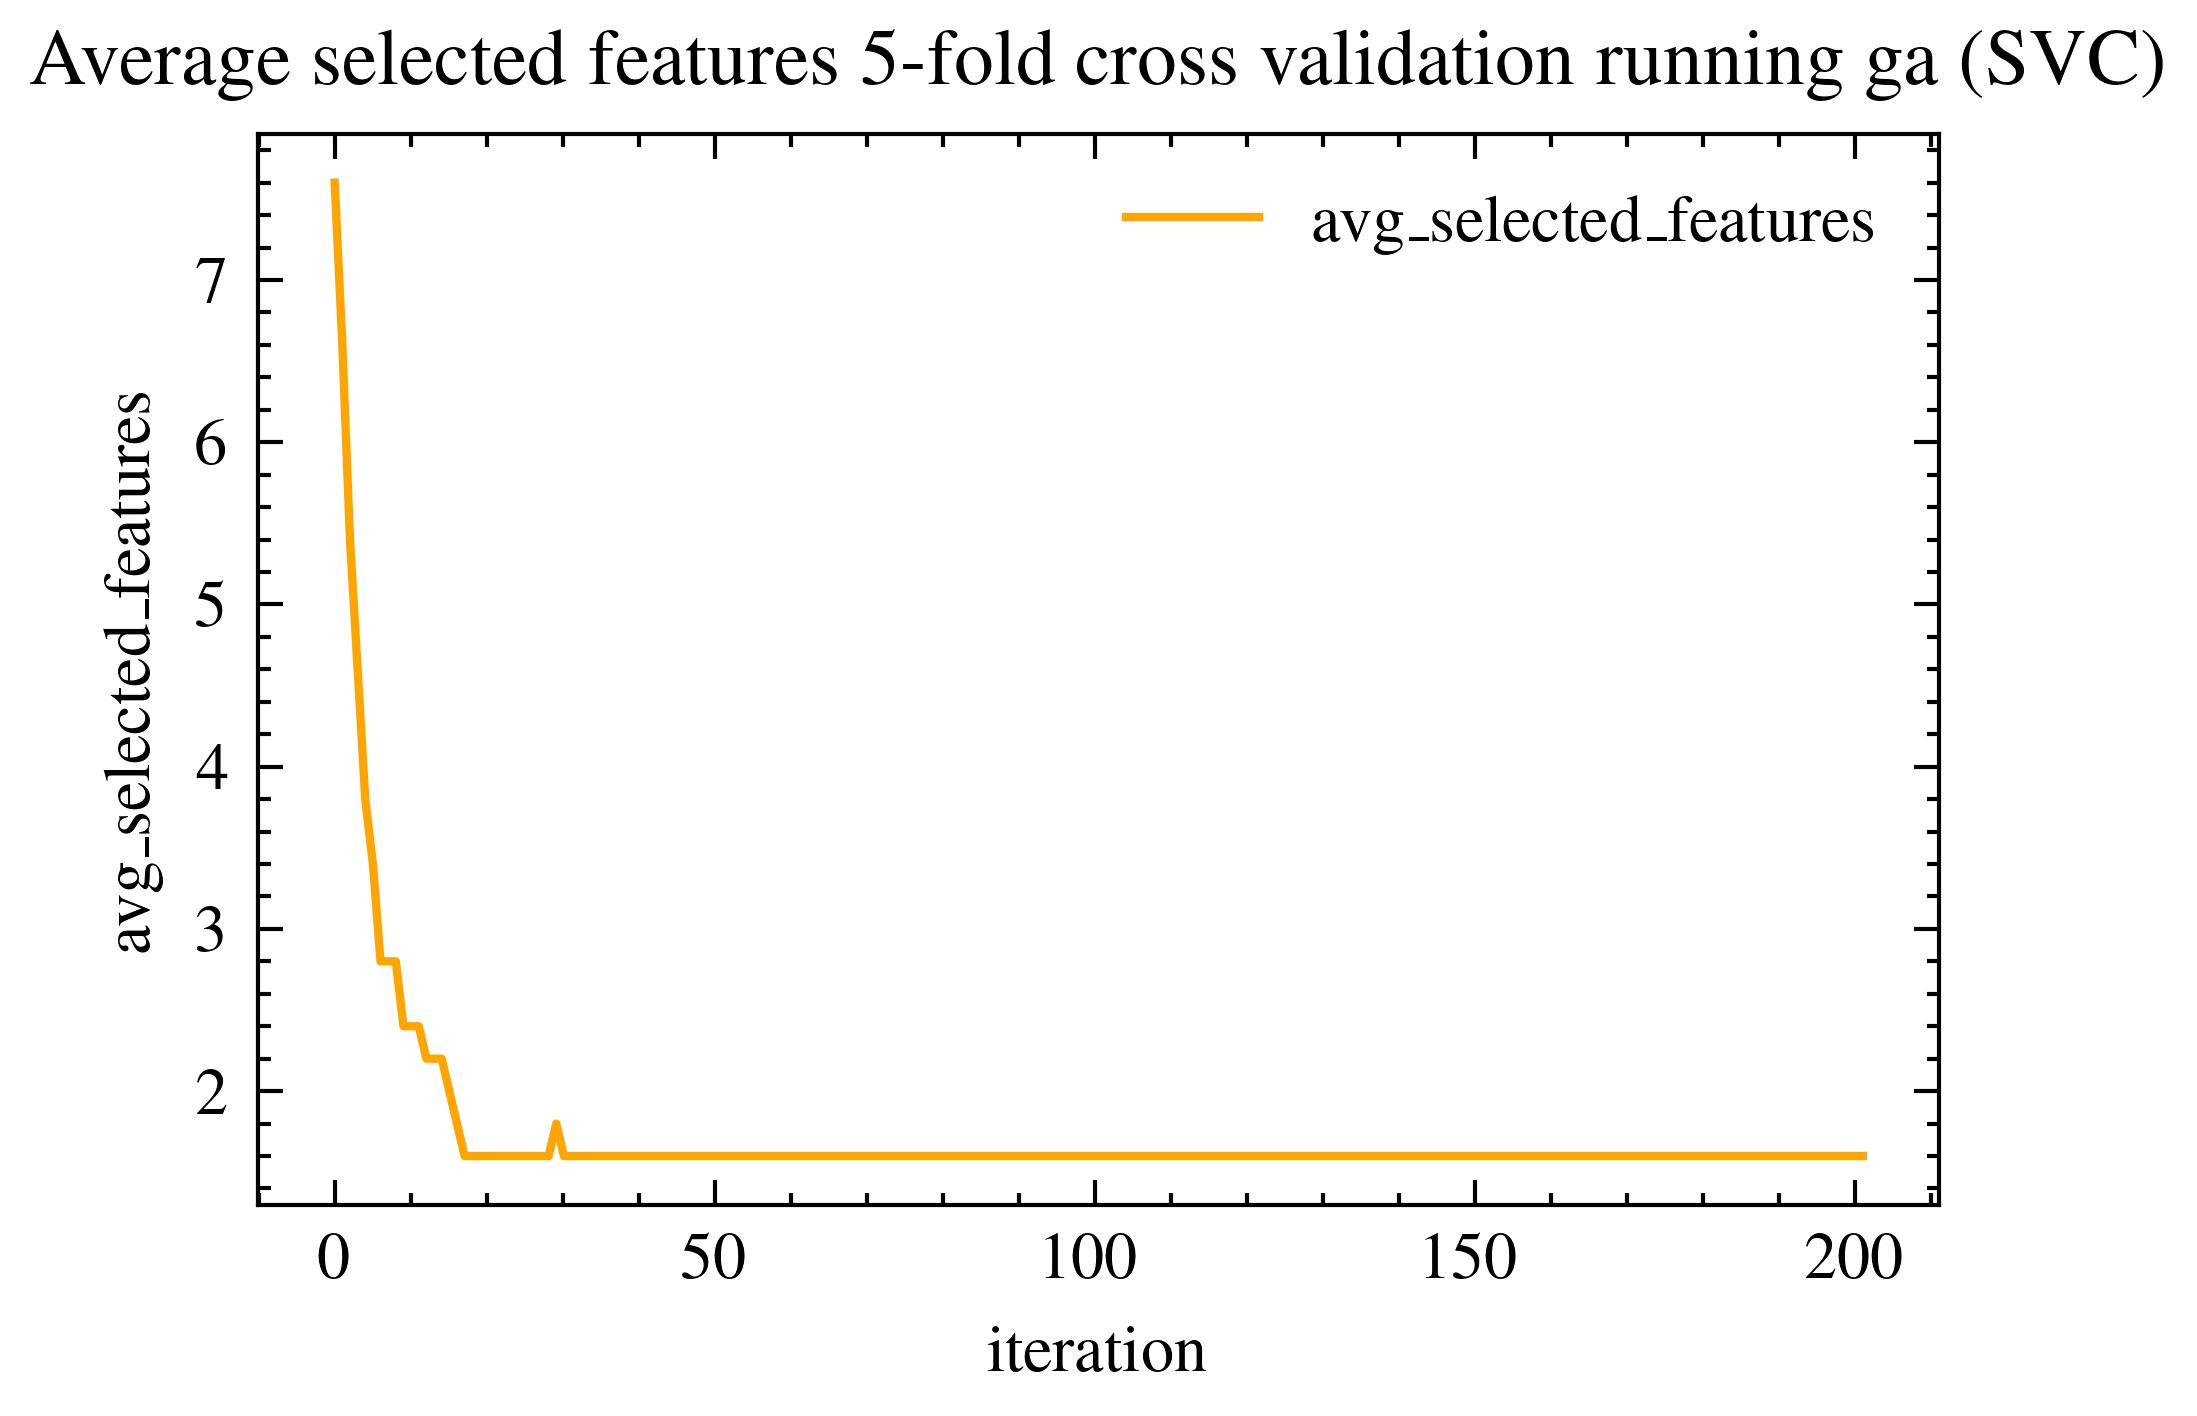 Average selected features 5-fold cross validation running ga (SVC)
avg_selected_features
avg_selected_features
7
6
5
4
3
2
0 50 100 150 200
iteration